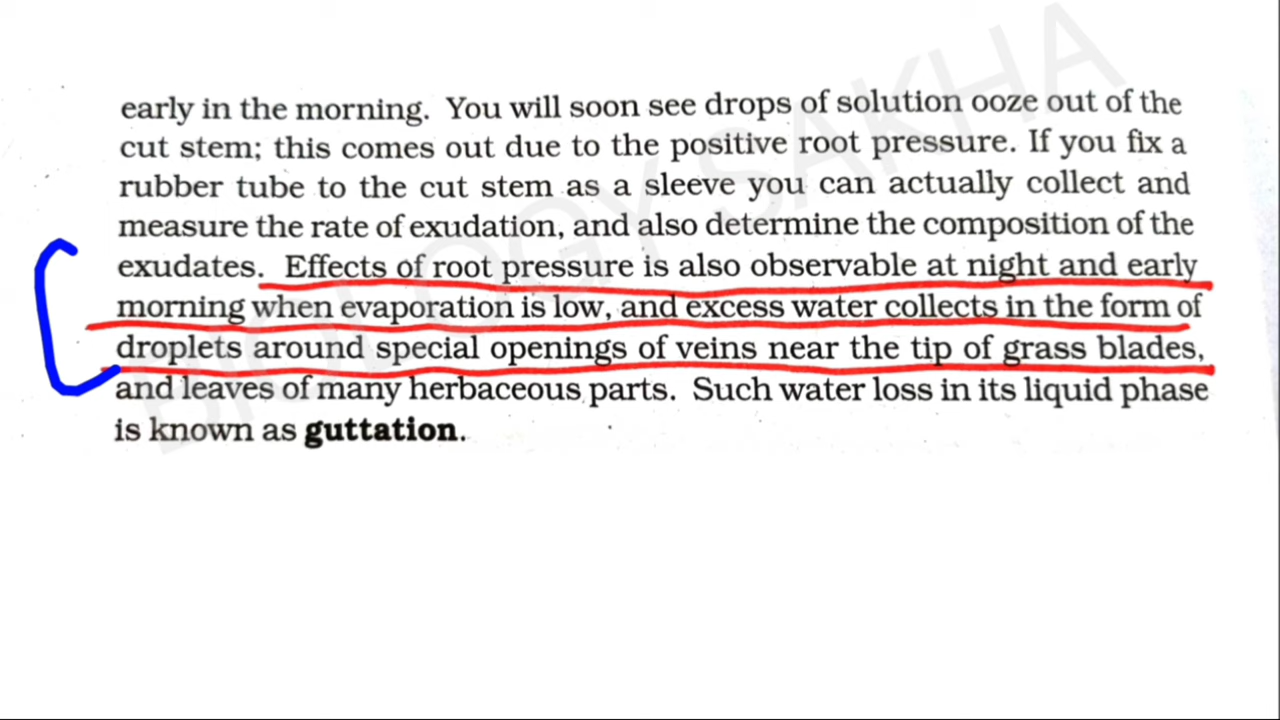 early in the morning. You will soon see drops of solution ooze out of the
cut stem; this comes out due to the positive root pressure. If you fix a
rubber tube to the cut stem as a sleeve you can actually collect and
measure the rate of exudation, and also determine the composition of the
exudates. Effects of root pressure is also observable at night and early
morning when evaporation is low, and excess water collects in the form of
droplets around special openings of veins near the tip of grass blades,
and leaves of many herbaceous parts. Such water loss in its liquid phase
is known as guttation.
BIOLOGY SAKHA